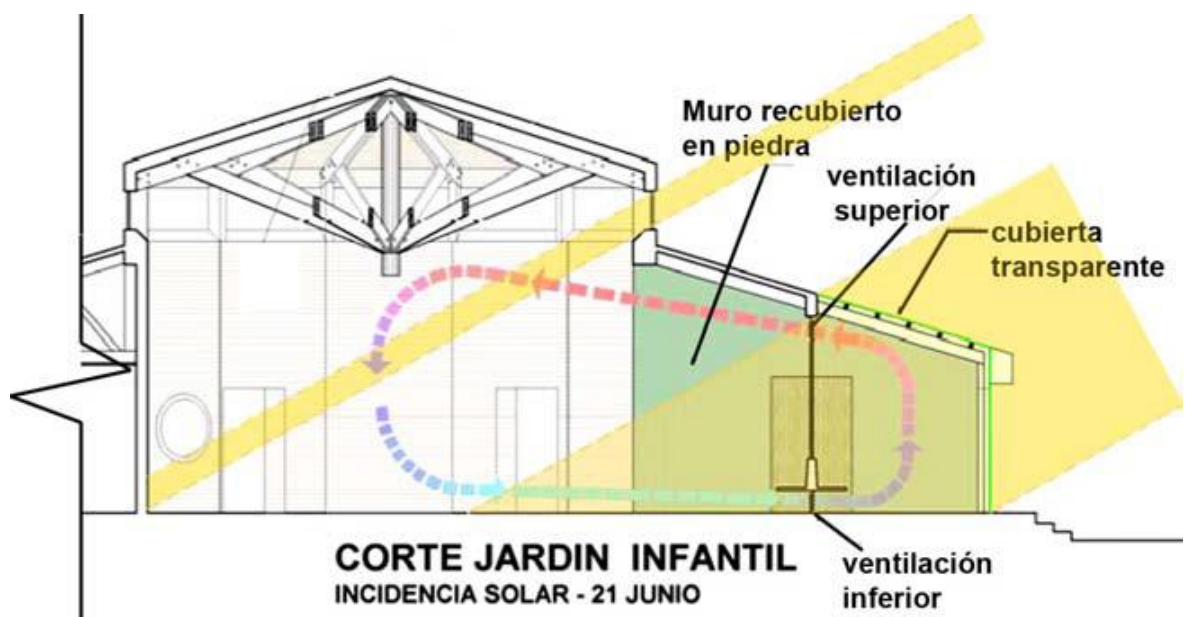 Muro recubierto
en piedra
ventilación
superior
cubierta
transparente
CORTE JARDIN INFANTIL
INCIDENCIA SOLAR - 21 JUNIO
ventilación
inferior